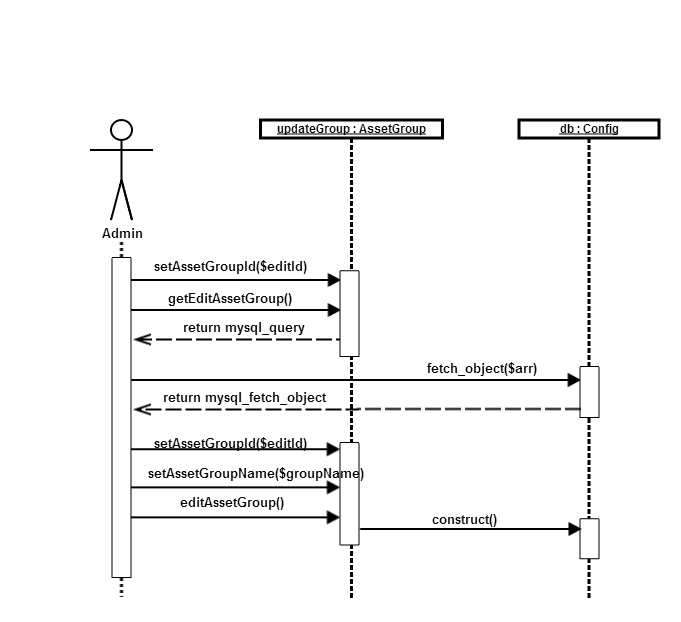 updateGroup : AssetGroup
db : Config
Admin
setAssetGroupId($editId)
getEditAssetGroup()
return mysql_query
fetch_object($arr)
return mysql_fetch_object
setAssetGroupId($editId)
setAssetGroupName($groupName)
editAssetGroup()
construct()